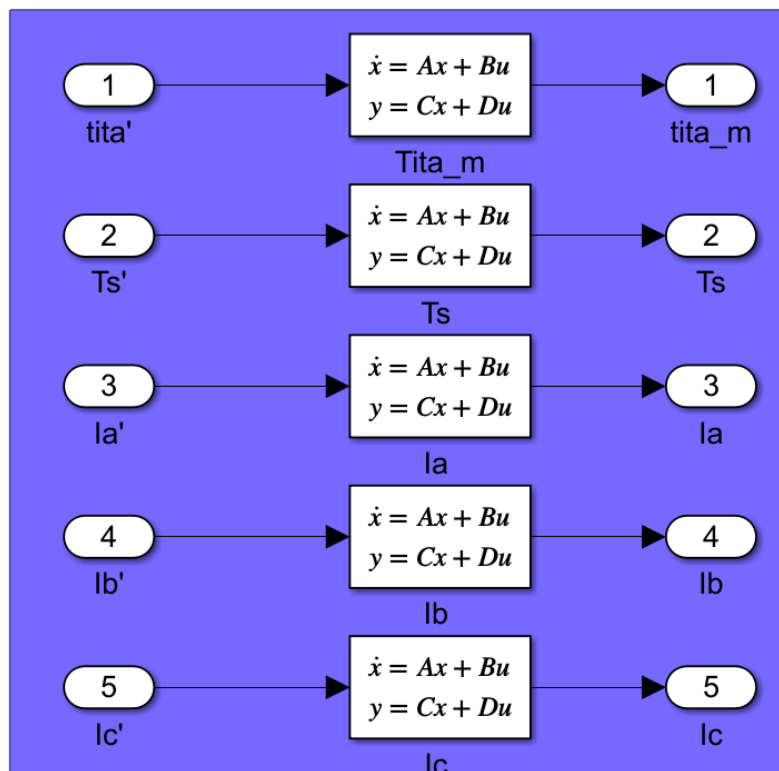 ẋ = Ax + Bu
1 1
y = Cx + Du
tita' tita_m
Tita_m
ẋ = Ax + Bu
2 2
y = Cx + Du
Ts' Ts
Ts
ẋ = Ax + Bu
3 3
y = Cx + Du
Ia' Ia
Ia
ẋ = Ax + Bu
4 4
y = Cx + Du
Ib' Ib
Ib
ẋ = Ax + Bu
5 5
y = Cx + Du
Ic' Ic
Ic